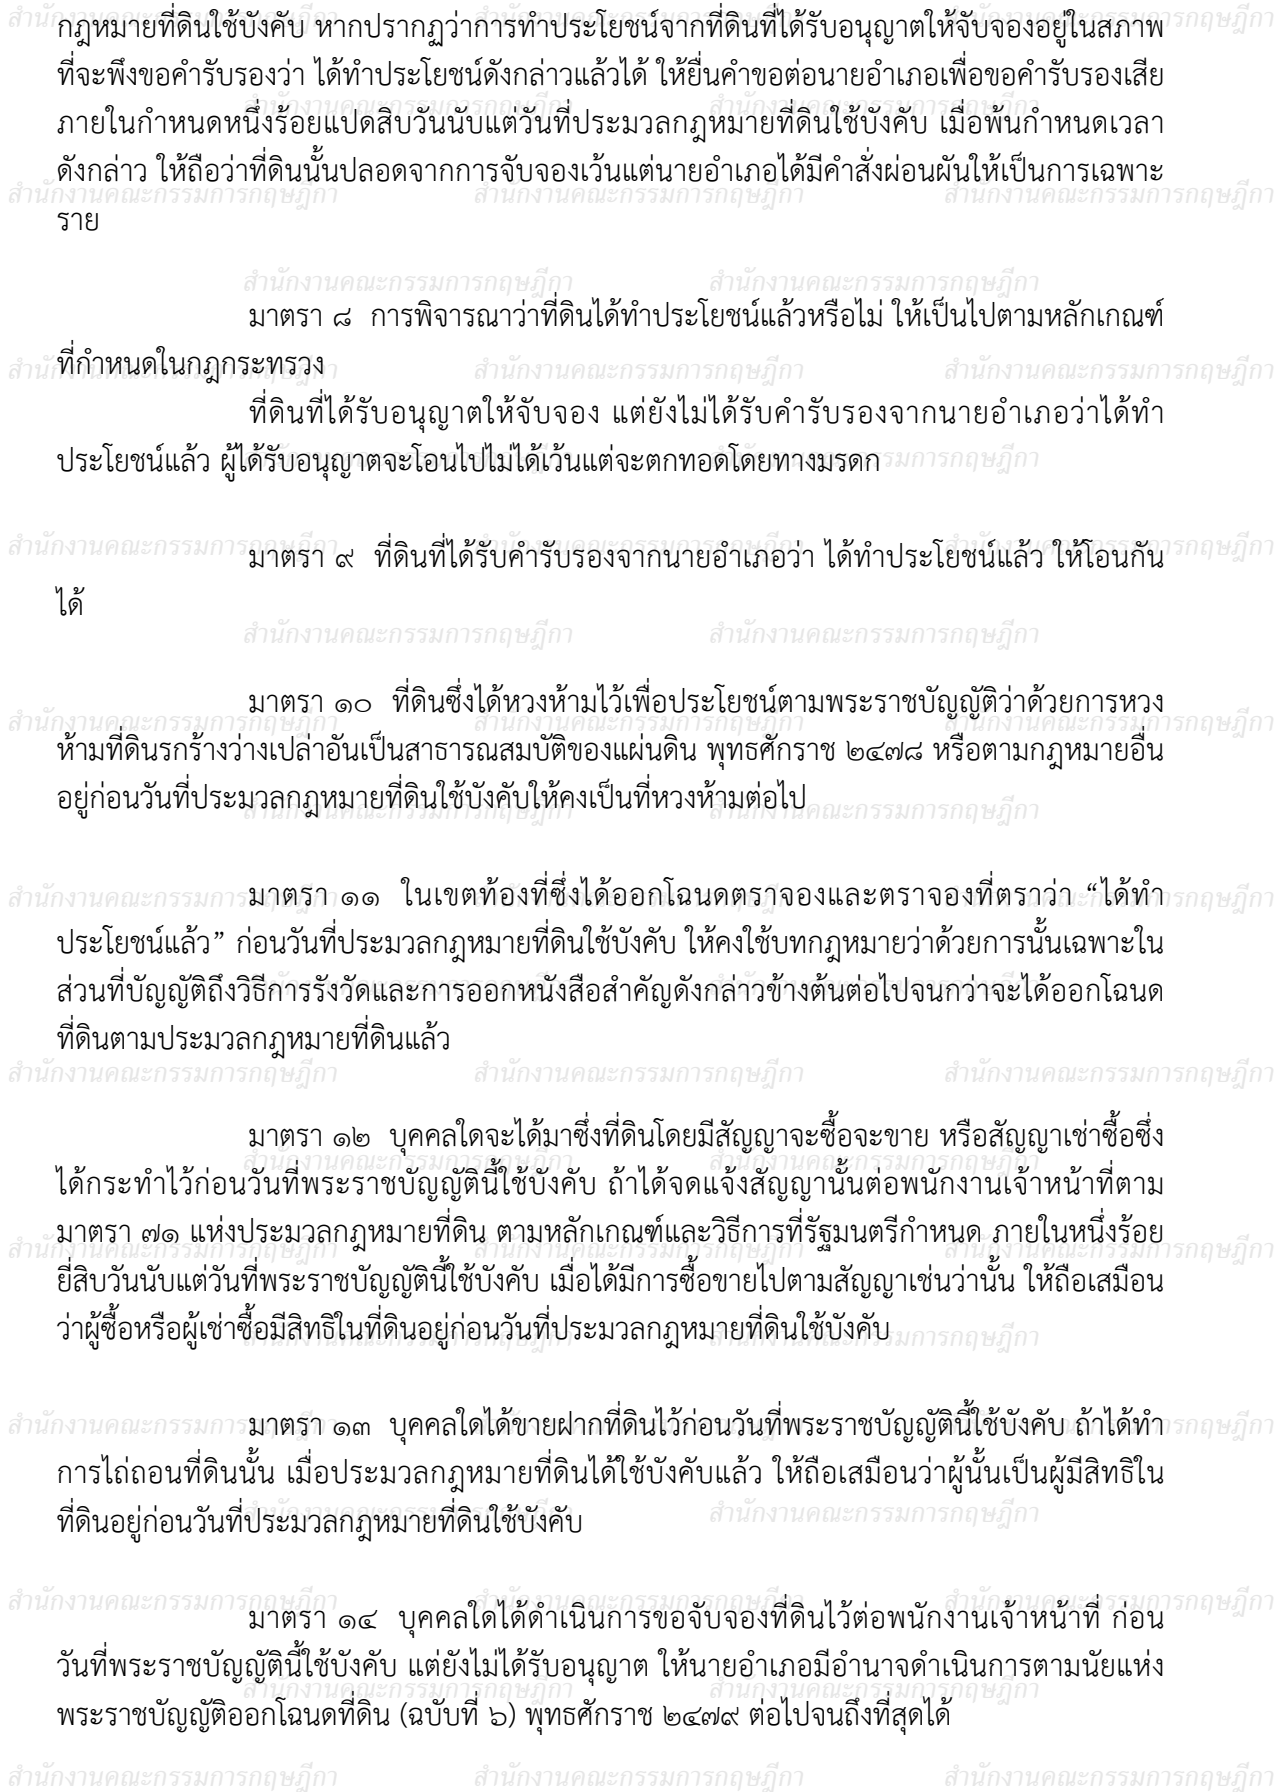 กฎหมายที่ดินใช้บังคับ หากปรากฏว่าการทำประโยชน์จากที่ดินที่ได้รับอนุญาตให้จับจองอยู่ในสภาพ
ที่จะพึงขอคำรับรองว่า ได้ทำประโยชน์ดังกล่าวแล้วได้ ให้ยื่นคำขอต่อนายอำเภอเพื่อขอคำรับรองเสีย
ภายในกำหนดหนึ่งร้อยแปดสิบวันนับแต่วันที่ประมวลกฎหมายที่ดินใช้บังคับ เมื่อพ้นกำหนดเวลา
ดังกล่าว ให้ถือว่าที่ดินนั้นปลอดจากการจับจองเว้นแต่นายอำเภอได้มีคำสั่งผ่อนผันให้เป็นการเฉพาะ
ราย
มาตรา ๘ การพิจารณาว่าที่ดินได้ทำประโยชน์แล้วหรือไม่ ให้เป็นไปตามหลักเกณฑ์
ที่กำหนดในกฎกระทรวง
ที่ดินที่ได้รับอนุญาตให้จับจอง แต่ยังไม่ได้รับคำรับรองจากนายอำเภอว่าได้ทำ
ประโยชน์แล้ว ผู้ได้รับอนุญาตจะโอนไปไม่ได้เว้นแต่จะตกทอดโดยทางมรดก
มาตรา ๙ ที่ดินที่ได้รับคำรับรองจากนายอำเภอว่า ได้ทำประโยชน์แล้ว ให้โอนกัน
ได้
มาตรา ๑๐ ที่ดินซึ่งได้หวงห้ามไว้เพื่อประโยชน์ตามพระราชบัญญัติว่าด้วยการหวง
ห้ามที่ดินรกร้างว่างเปล่าอันเป็นสาธารณสมบัติของแผ่นดิน พุทธศักราช ๒๔๗๘ หรือตามกฎหมายอื่น
อยู่ก่อนวันที่ประมวลกฎหมายที่ดินใช้บังคับให้คงเป็นที่หวงห้ามต่อไป
มาตรา ๑๑ ในเขตท้องที่ซึ่งได้ออกโฉนดตราจองและตราจองที่ตราว่า “ได้ทำ
ประโยชน์แล้ว” ก่อนวันที่ประมวลกฎหมายที่ดินใช้บังคับ ให้คงใช้บทกฎหมายว่าด้วยการนั้นเฉพาะใน
ส่วนที่บัญญัติถึงวิธีการรังวัดและการออกหนังสือสำคัญดังกล่าวข้างต้นต่อไปจนกว่าจะได้ออกโฉนด
ที่ดินตามประมวลกฎหมายที่ดินแล้ว
มาตรา ๑๒ บุคคลใดจะได้มาซึ่งที่ดินโดยมีสัญญาจะซื้อจะขาย หรือสัญญาเช่าซื้อซึ่ง
ได้กระทำไว้ก่อนวันที่พระราชบัญญัตินี้ใช้บังคับ ถ้าได้จดแจ้งสัญญานั้นต่อพนักงานเจ้าหน้าที่ตาม
มาตรา ๗๑ แห่งประมวลกฎหมายที่ดิน ตามหลักเกณฑ์และวิธีการที่รัฐมนตรีกำหนด ภายในหนึ่งร้อย
ยี่สิบวันนับแต่วันที่พระราชบัญญัตินี้ใช้บังคับ เมื่อได้มีการซื้อขายไปตามสัญญาเช่นว่านั้น ให้ถือเสมือน
ว่าผู้ซื้อหรือผู้เช่าซื้อมีสิทธิในที่ดินอยู่ก่อนวันที่ประมวลกฎหมายที่ดินใช้บังคับ
มาตรา ๑๓ บุคคลใดได้ขายฝากที่ดินไว้ก่อนวันที่พระราชบัญญัตินี้ใช้บังคับ ถ้าได้ทำ
การไถ่ถอนที่ดินนั้น เมื่อประมวลกฎหมายที่ดินได้ใช้บังคับแล้ว ให้ถือเสมือนว่าผู้นั้นเป็นผู้มีสิทธิใน
ที่ดินอยู่ก่อนวันที่ประมวลกฎหมายที่ดินใช้บังคับ
มาตรา ๑๔ บุคคลใดได้ดำเนินการขอจับจองที่ดินไว้ต่อพนักงานเจ้าหน้าที่ ก่อน
วันที่พระราชบัญญัตินี้ใช้บังคับ แต่ยังไม่ได้รับอนุญาต ให้นายอำเภอมีอำนาจดำเนินการตามนัยแห่ง
พระราชบัญญัติออกโฉนดที่ดิน (ฉบับที่ ๖) พุทธศักราช ๒๔๗๙ ต่อไปจนถึงที่สุดได้
สำนักงานคณะกรรมการกฤษฎีกา สำนักงานคณะกรรมการกฤษฎีกา สำนักงานคณะกรรมการกฤษฎีกา